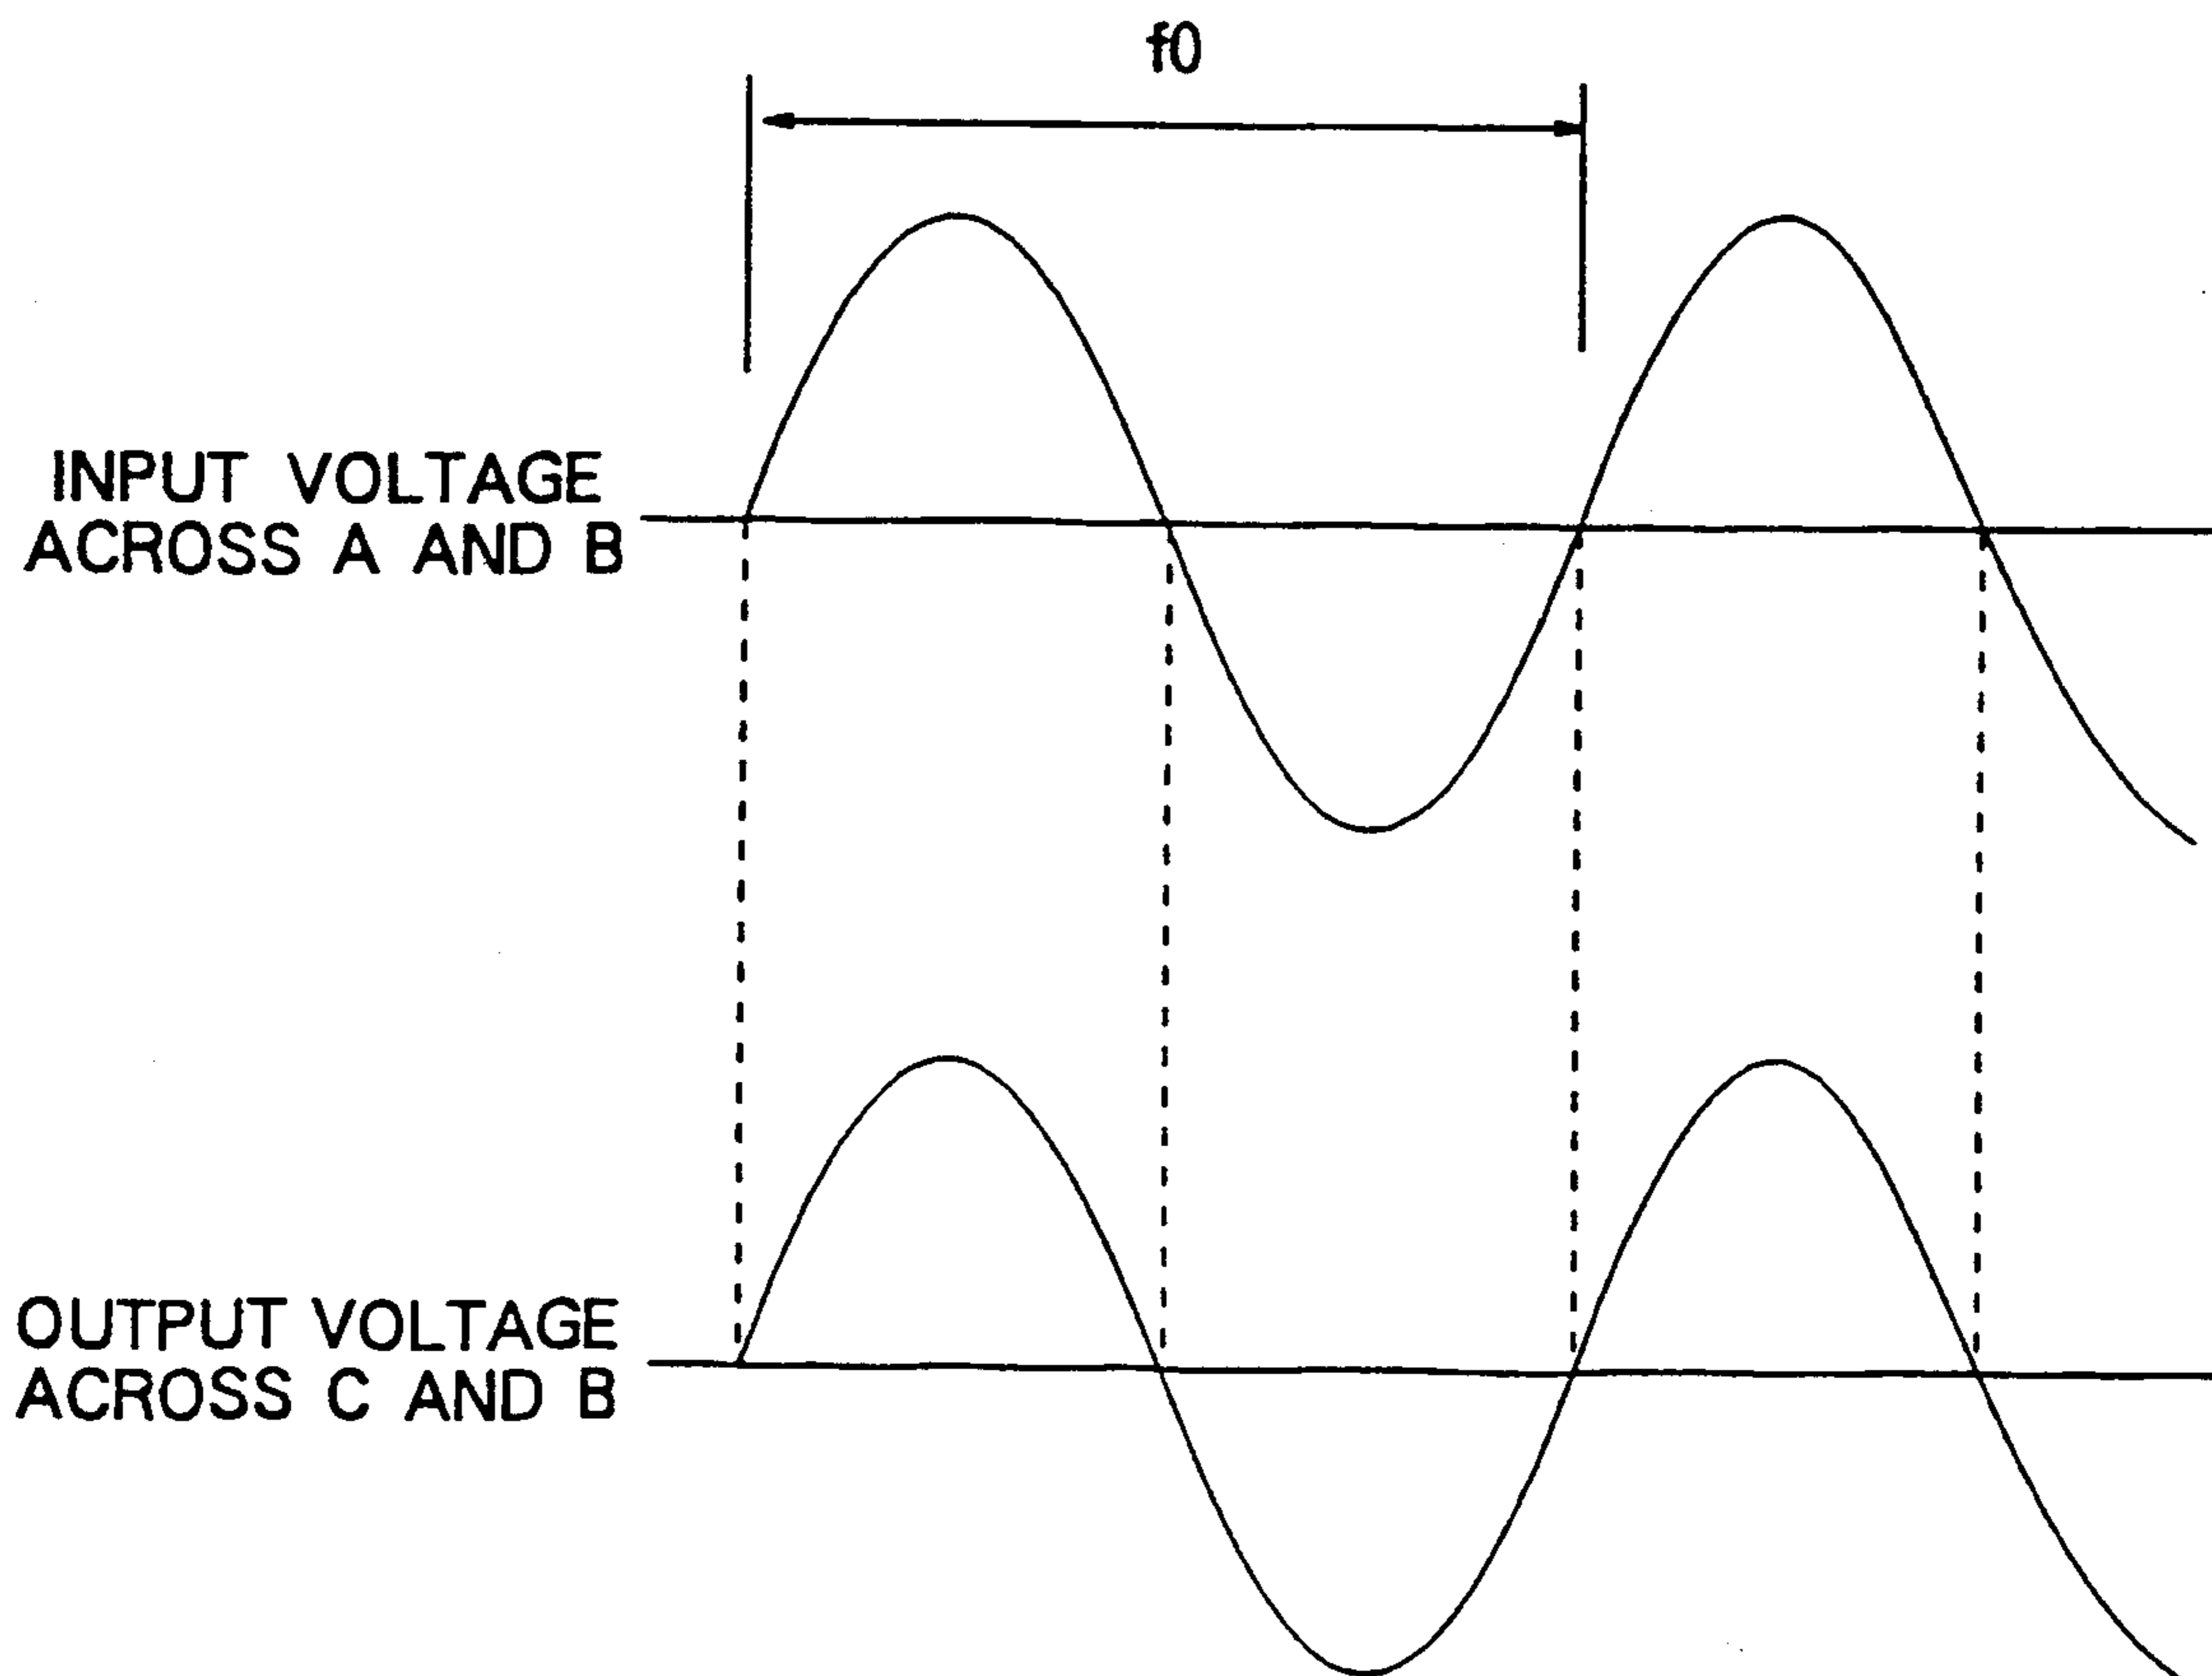 f0
INPUT VOLTAGE
ACROSS A AND B
OUTPUT VOLTAGE
ACROSS C AND B